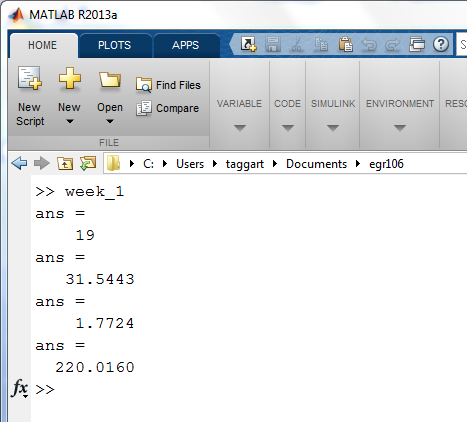 MATLAB R2013a
HOME PLOTS APPS S
New Script
New
Open
Find Files
Compare
FILE
VARIABLE
CODE
SIMULINK
ENVIRONMENT
RESO
C: Users taggart Documents egr106
>> week_1
ans =
19
ans =
31.5443
ans =
1.7724
ans =
220.0160
fx >>